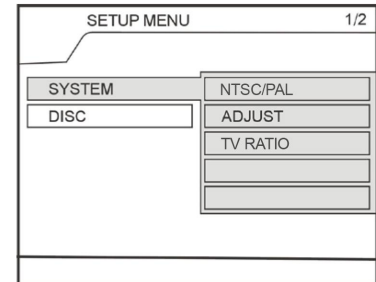 SETUP MENU 1/2
SYSTEM NTSC/PAL
DISC ADJUST
TV RATIO